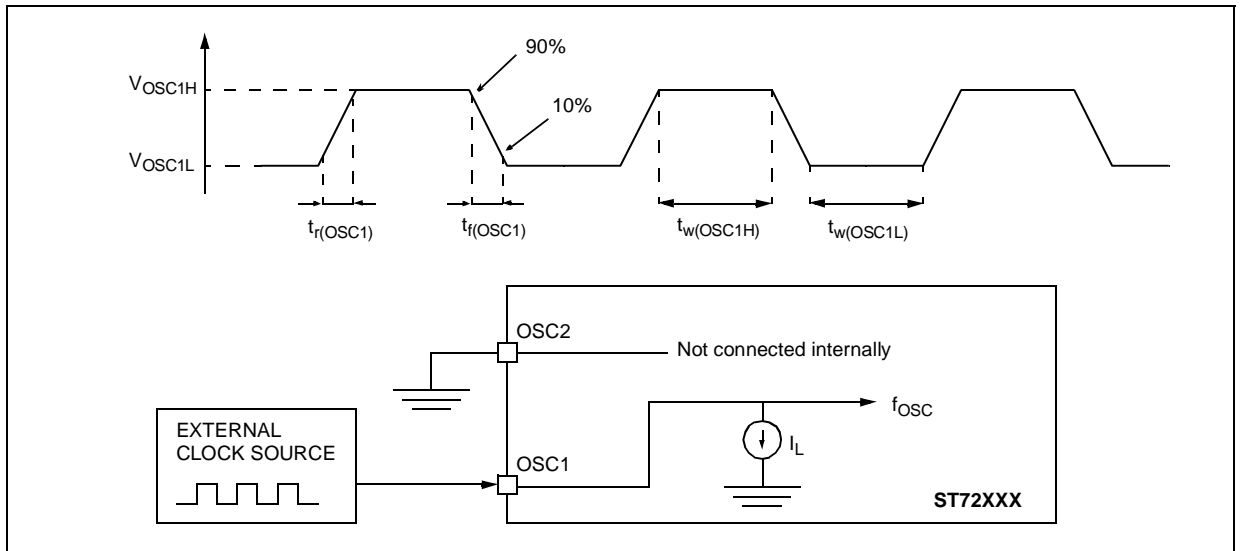 90%
VOSC1H
10%
VOSC1L
tr(OSC1)
tf(OSC1)
tw(OSC1H)
tw(OSC1L)
OSC2
Not connected internally
fOSC
EXTERNAL
CLOCK SOURCE
IL
OSC1
ST72XXX